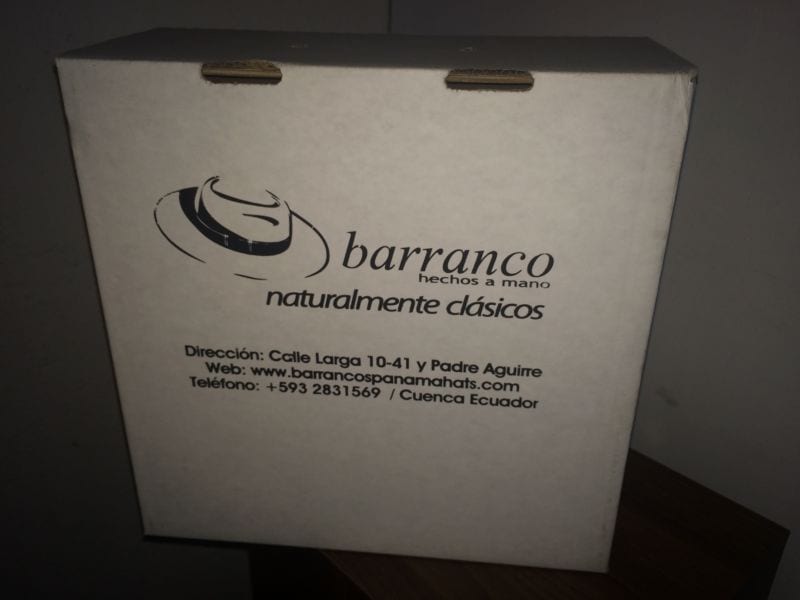 barranco
hechos a mano
naturalmente clásicos
Dirección: Calle Larga 10-41 y Padre Aguirre
Web: www.barrancospanamahats.com
Teléfono: +593 2831569 / Cuenca Ecuador